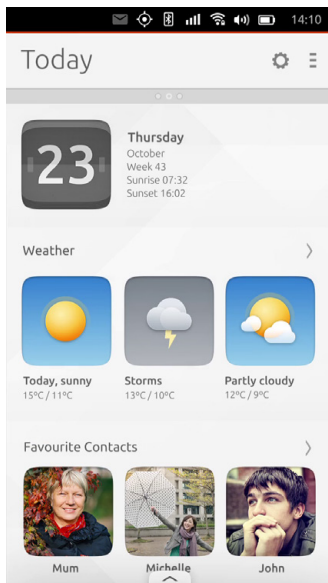 14:10
Today
23
Thursday
October
Week 43
Sunrise 07:32
Sunset 16:02
Weather
Today, sunny
15°C / 11°C
Storms
13°C / 10°C
Partly cloudy
12°C / 9°C
Favourite Contacts
Mum
Michelle
John